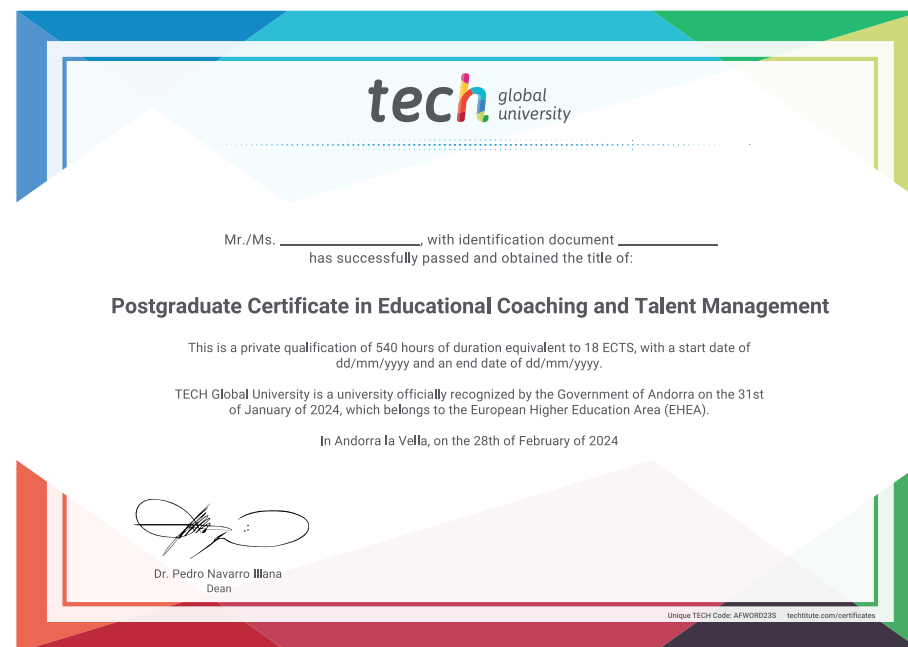 tech global university
Mr./Ms. ____________________, with identification document ______________
has successfully passed and obtained the title of:
Postgraduate Certificate in Educational Coaching and Talent Management
This is a private qualification of 540 hours of duration equivalent to 18 ECTS, with a start date of
dd/mm/yyyy and an end date of dd/mm/yyyy.
TECH Global University is a university officially recognized by the Government of Andorra on the 31st
of January of 2024, which belongs to the European Higher Education Area (EHEA).
In Andorra la Vella, on the 28th of February of 2024
Dr. Pedro Navarro Illana
Dean
Unique TECH Code: AFWORD23S techtitute.com/certificates